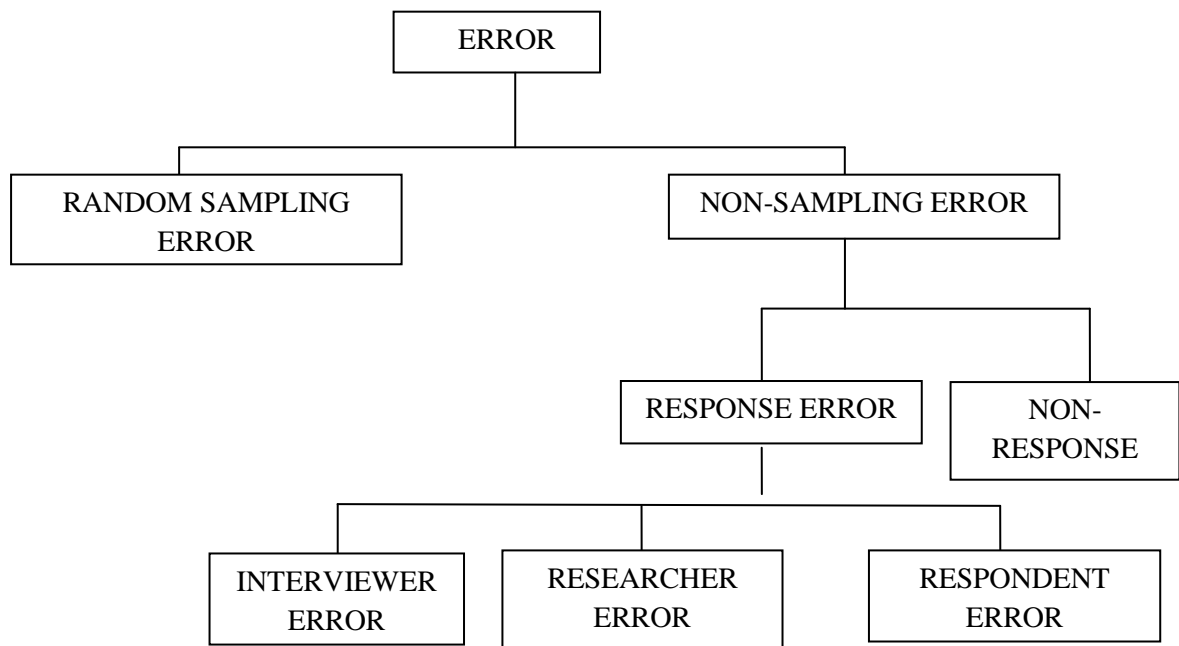 ERROR
RANDOM SAMPLING
ERROR
NON-SAMPLING ERROR
RESPONSE ERROR
NON-
RESPONSE
INTERVIEWER
ERROR
RESEARCHER
ERROR
RESPONDENT
ERROR